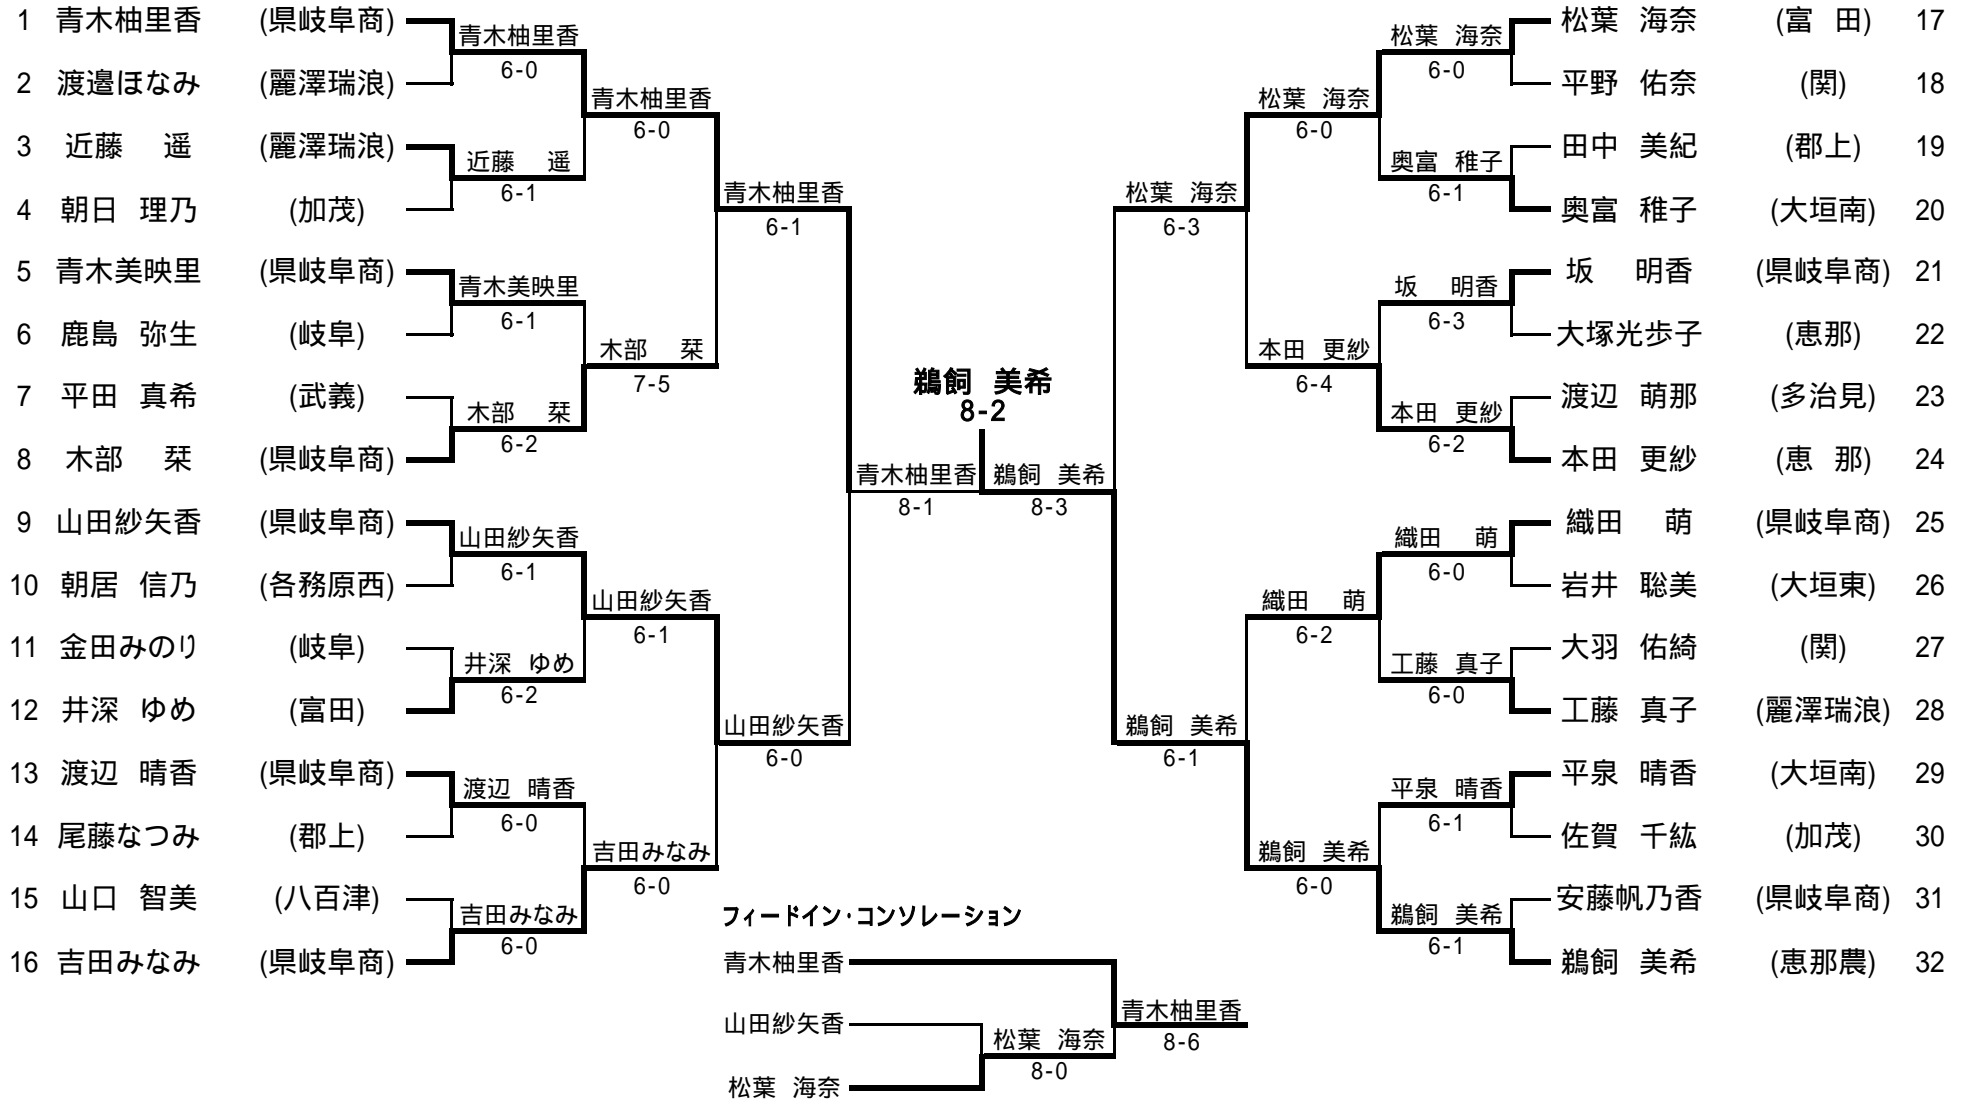 1 青木柚里香 (県岐阜商)
2 渡邉ほなみ (麗澤瑞浪)
3 近藤 遥 (麗澤瑞浪)
4 朝日 理乃 (加茂)
5 青木美映里 (県岐阜商)
6 鹿島 弥生 (岐阜)
7 平田 真希 (武義)
8 木部 栞 (県岐阜商)
9 山田紗矢香 (県岐阜商)
10 朝居 信乃 (各務原西)
11 金田みのり (岐阜)
12 井深 ゆめ (富田)
13 渡辺 晴香 (県岐阜商)
14 尾藤なつみ (郡上)
15 山口 智美 (八百津)
16 吉田みなみ (県岐阜商)
青木柚里香
6-0
近藤 遥
6-1
青木美映里
6-1
木部 栞
6-2
山田紗矢香
6-1
井深 ゆめ
6-2
渡辺 晴香
6-0
吉田みなみ
6-0
青木柚里香
6-0
木部 栞
7-5
山田紗矢香
6-1
吉田みなみ
6-0
青木柚里香
6-1
山田紗矢香
6-0
青木柚里香
8-1
鵜飼 美希
8-2
鵜飼 美希
8-3
松葉 海奈
6-3
鵜飼 美希
6-1
松葉 海奈
6-0
本田 更紗
6-4
織田 萌
6-2
鵜飼 美希
6-0
松葉 海奈
6-0
奥富 稚子
6-1
坂 明香
6-3
本田 更紗
6-2
織田 萌
6-0
工藤 真子
6-0
平泉 晴香
6-1
鵜飼 美希
6-1
松葉 海奈 (富 田) 17
平野 佑奈 (関) 18
田中 美紀 (郡上) 19
奥富 稚子 (大垣南) 20
坂 明香 (県岐阜商) 21
大塚光歩子 (恵那) 22
渡辺 萌那 (多治見) 23
本田 更紗 (恵 那) 24
織田 萌 (県岐阜商) 25
岩井 聡美 (大垣東) 26
大羽 佑綺 (関) 27
工藤 真子 (麗澤瑞浪) 28
平泉 晴香 (大垣南) 29
佐賀 千紘 (加茂) 30
安藤帆乃香 (県岐阜商) 31
鵜飼 美希 (恵那農) 32
フィードイン・コンソレーション
青木柚里香
山田紗矢香
松葉 海奈
松葉 海奈
8-0
青木柚里香
8-6